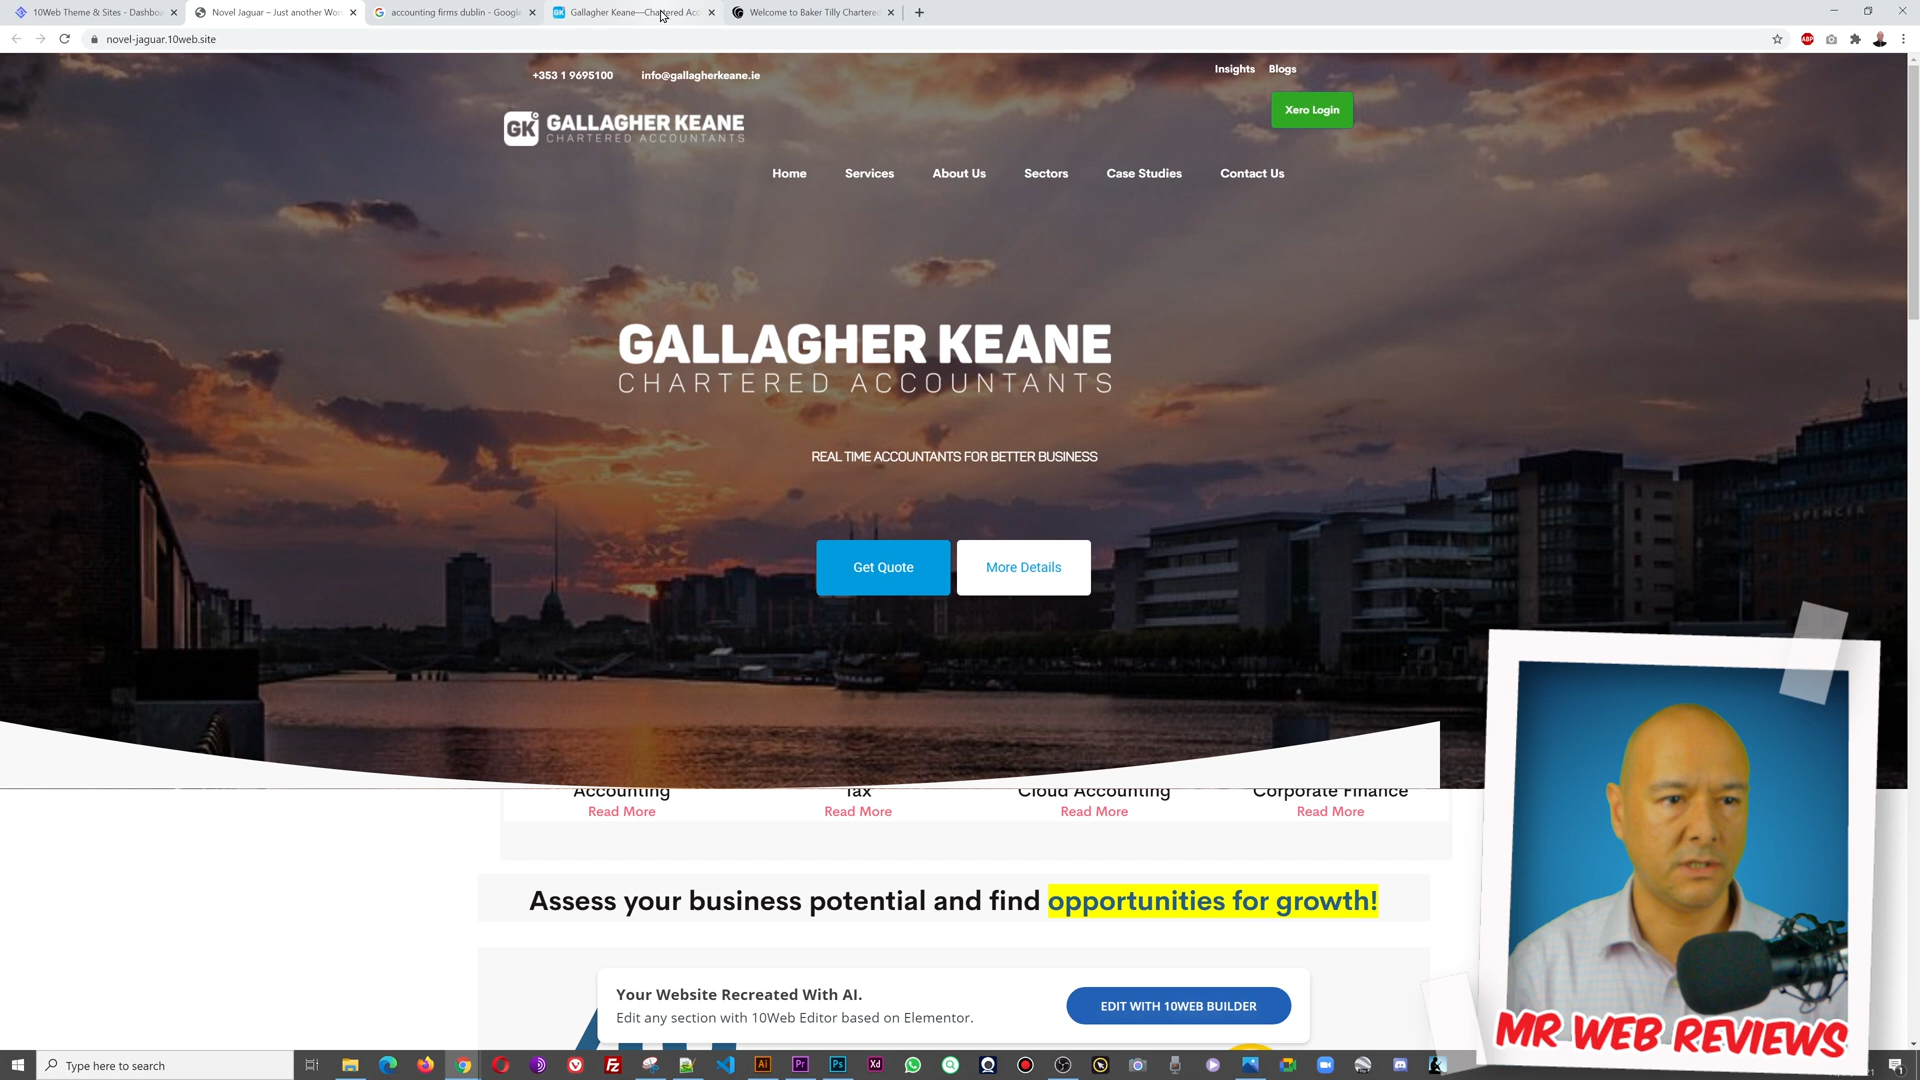 10Web Theme & Sites - Dashboa
Novel Jaguar – Just another Wor
accounting firms dublin - Google
Gallagher Keane—Chartered Acc
Welcome to Baker Tilly Chartered
novel-jaguar.10web.site
ABP
+353 1 9695100
info@gallagherkeane.ie
Insights
Blogs
Xero Login
GK
GALLAGHER KEANE
CHARTERED ACCOUNTANTS
Home
Services
About Us
Sectors
Case Studies
Contact Us
GALLAGHER KEANE
CHARTERED ACCOUNTANTS
REAL TIME ACCOUNTANTS FOR BETTER BUSINESS
SPENCER
Get Quote
More Details
Accounting
Tax
Cloud Accounting
Corporate Finance
Read More
Read More
Read More
Read More
Assess your business potential and find opportunities for growth!
Your Website Recreated With AI.
Edit any section with 10Web Editor based on Elementor.
EDIT WITH 10WEB BUILDER
MR WEB REVIEWS
Type here to search